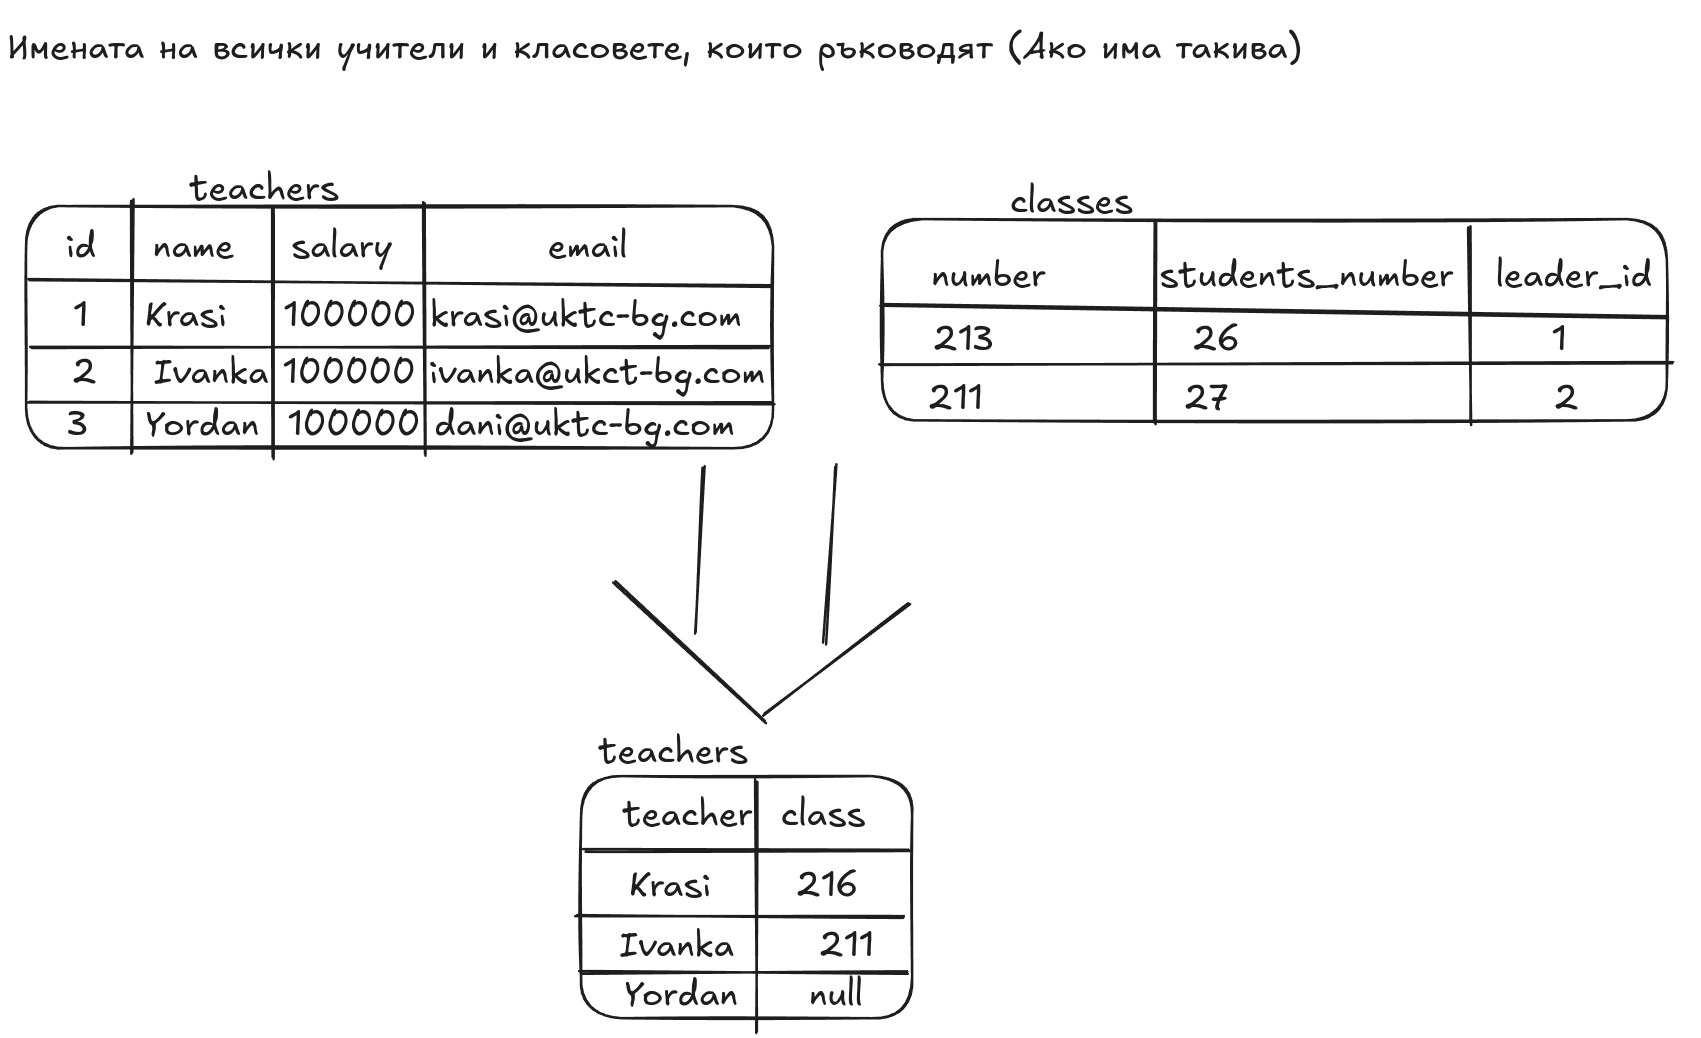 Имената на всички учители и класовете, които ръководят (Ако има такива)
teachers
id name salary email
1 Krasi 100000 krasi@uktc-bg.com
2 Ivanka 100000 ivanka@ukct-bg.com
3 Yordan 100000 dani@uktc-bg.com
classes
number students_number leader_id
213 26 1
211 27 2
teachers
teacher class
Krasi 216
Ivanka 211
Yordan null